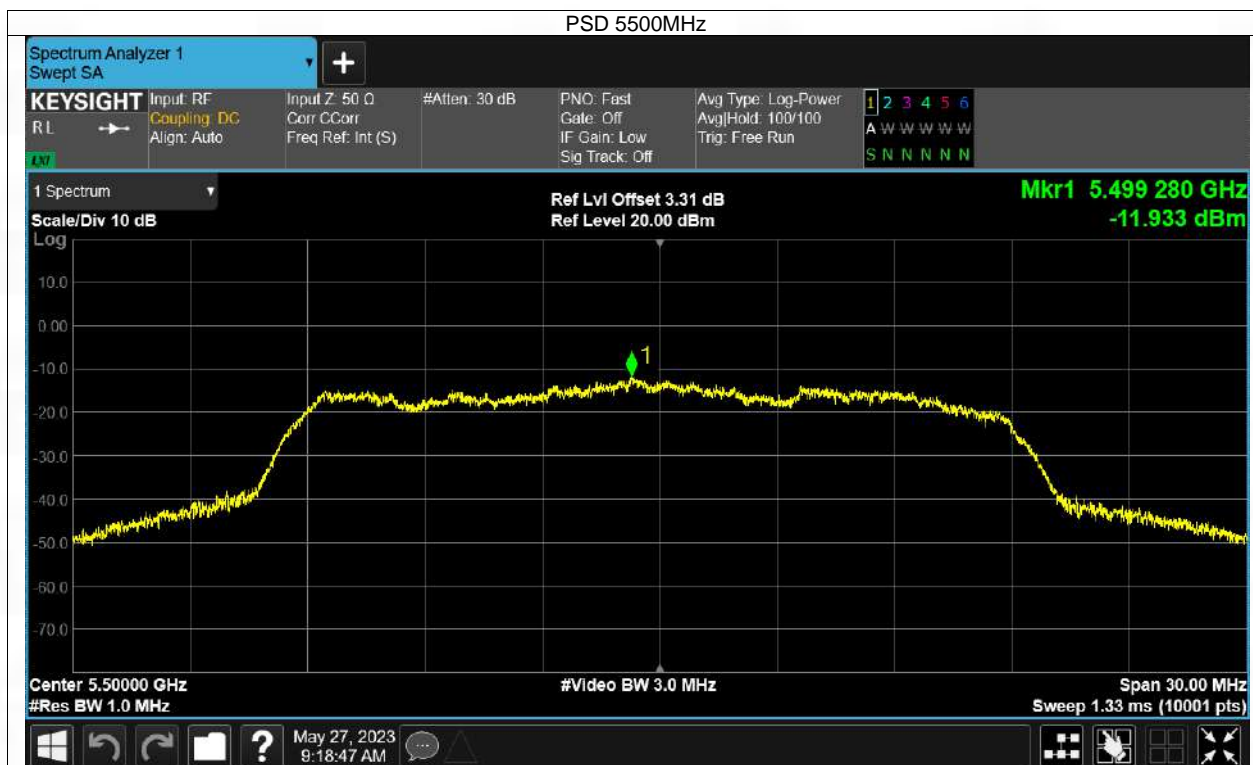 PSD 5500MHz
Spectrum Analyzer 1
Swept SA
+
KEYSIGHT
RL
LXI
Input: RF
Coupling: DC
Align: Auto
Input Z: 50 Ω
Corr CCorr
Freq Ref: Int (S)
#Atten: 30 dB
PNO: Fast
Gate: Off
IF Gain: Low
Sig Track: Off
Avg Type: Log-Power
Avg|Hold: 100/100
Trig: Free Run
1 2 3 4 5 6
A W W W W W
S N N N N N
1 Spectrum
Scale/Div 10 dB
Ref Lvl Offset 3.31 dB
Ref Level 20.00 dBm
Mkr1 5.499 280 GHz
-11.933 dBm
Log
10.0
0.00
-10.0
-20.0
-30.0
-40.0
-50.0
-60.0
-70.0
1
Center 5.50000 GHz
#Res BW 1.0 MHz
#Video BW 3.0 MHz
Span 30.00 MHz
Sweep 1.33 ms (10001 pts)
?
May 27, 2023
9:18:47 AM